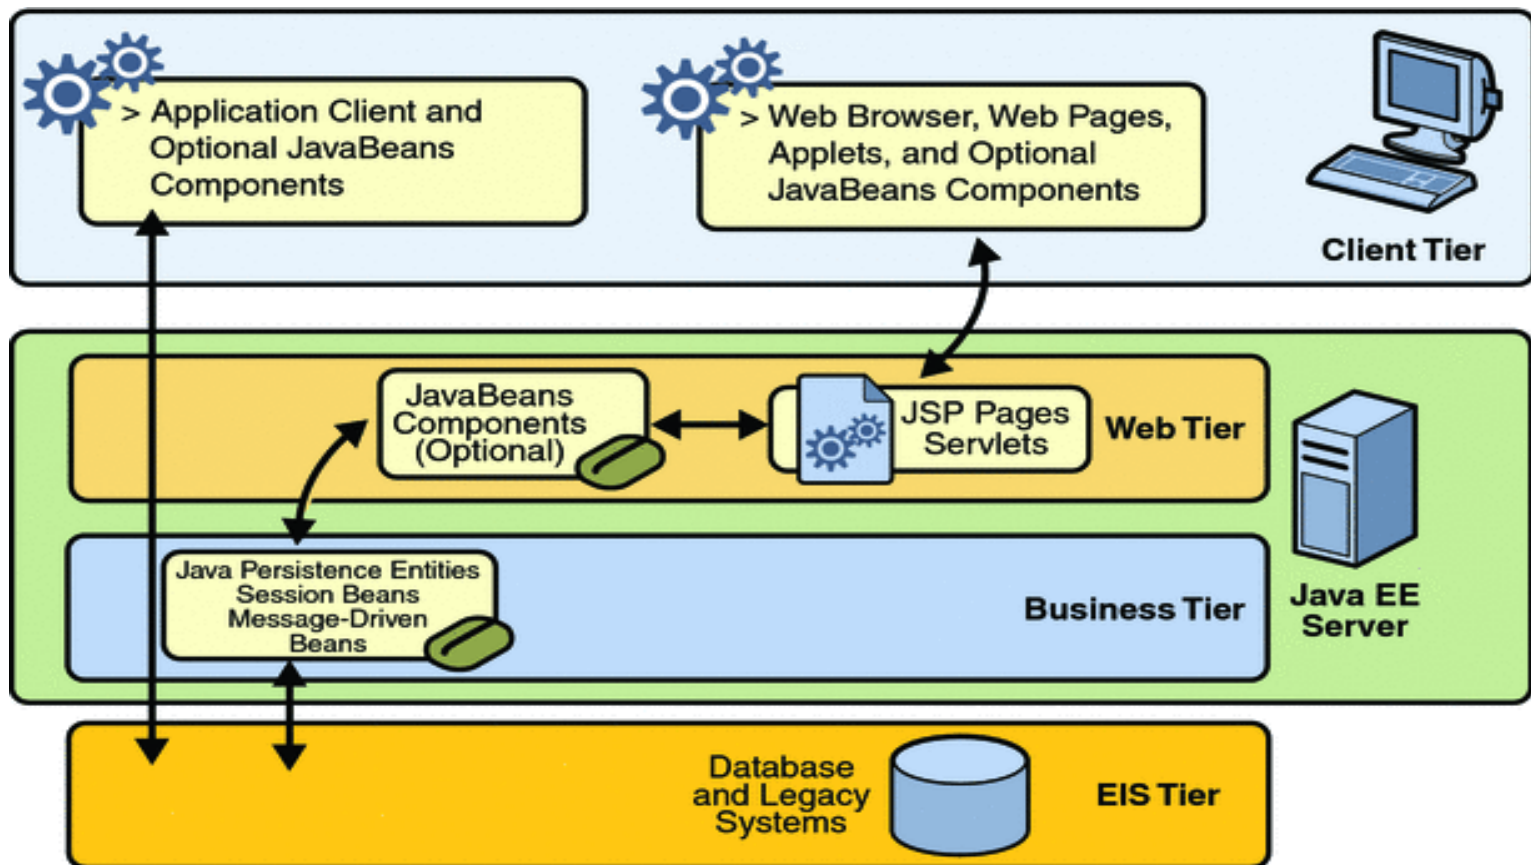 > Application Client and
Optional JavaBeans
Components
> Web Browser, Web Pages,
Applets, and Optional
JavaBeans Components
Client Tier
JavaBeans
Components
(Optional)
JSP Pages
Servlets
Web Tier
Java Persistence Entities
Session Beans
Message-Driven
Beans
Business Tier
Java EE
Server
Database
and Legacy
Systems
EIS Tier